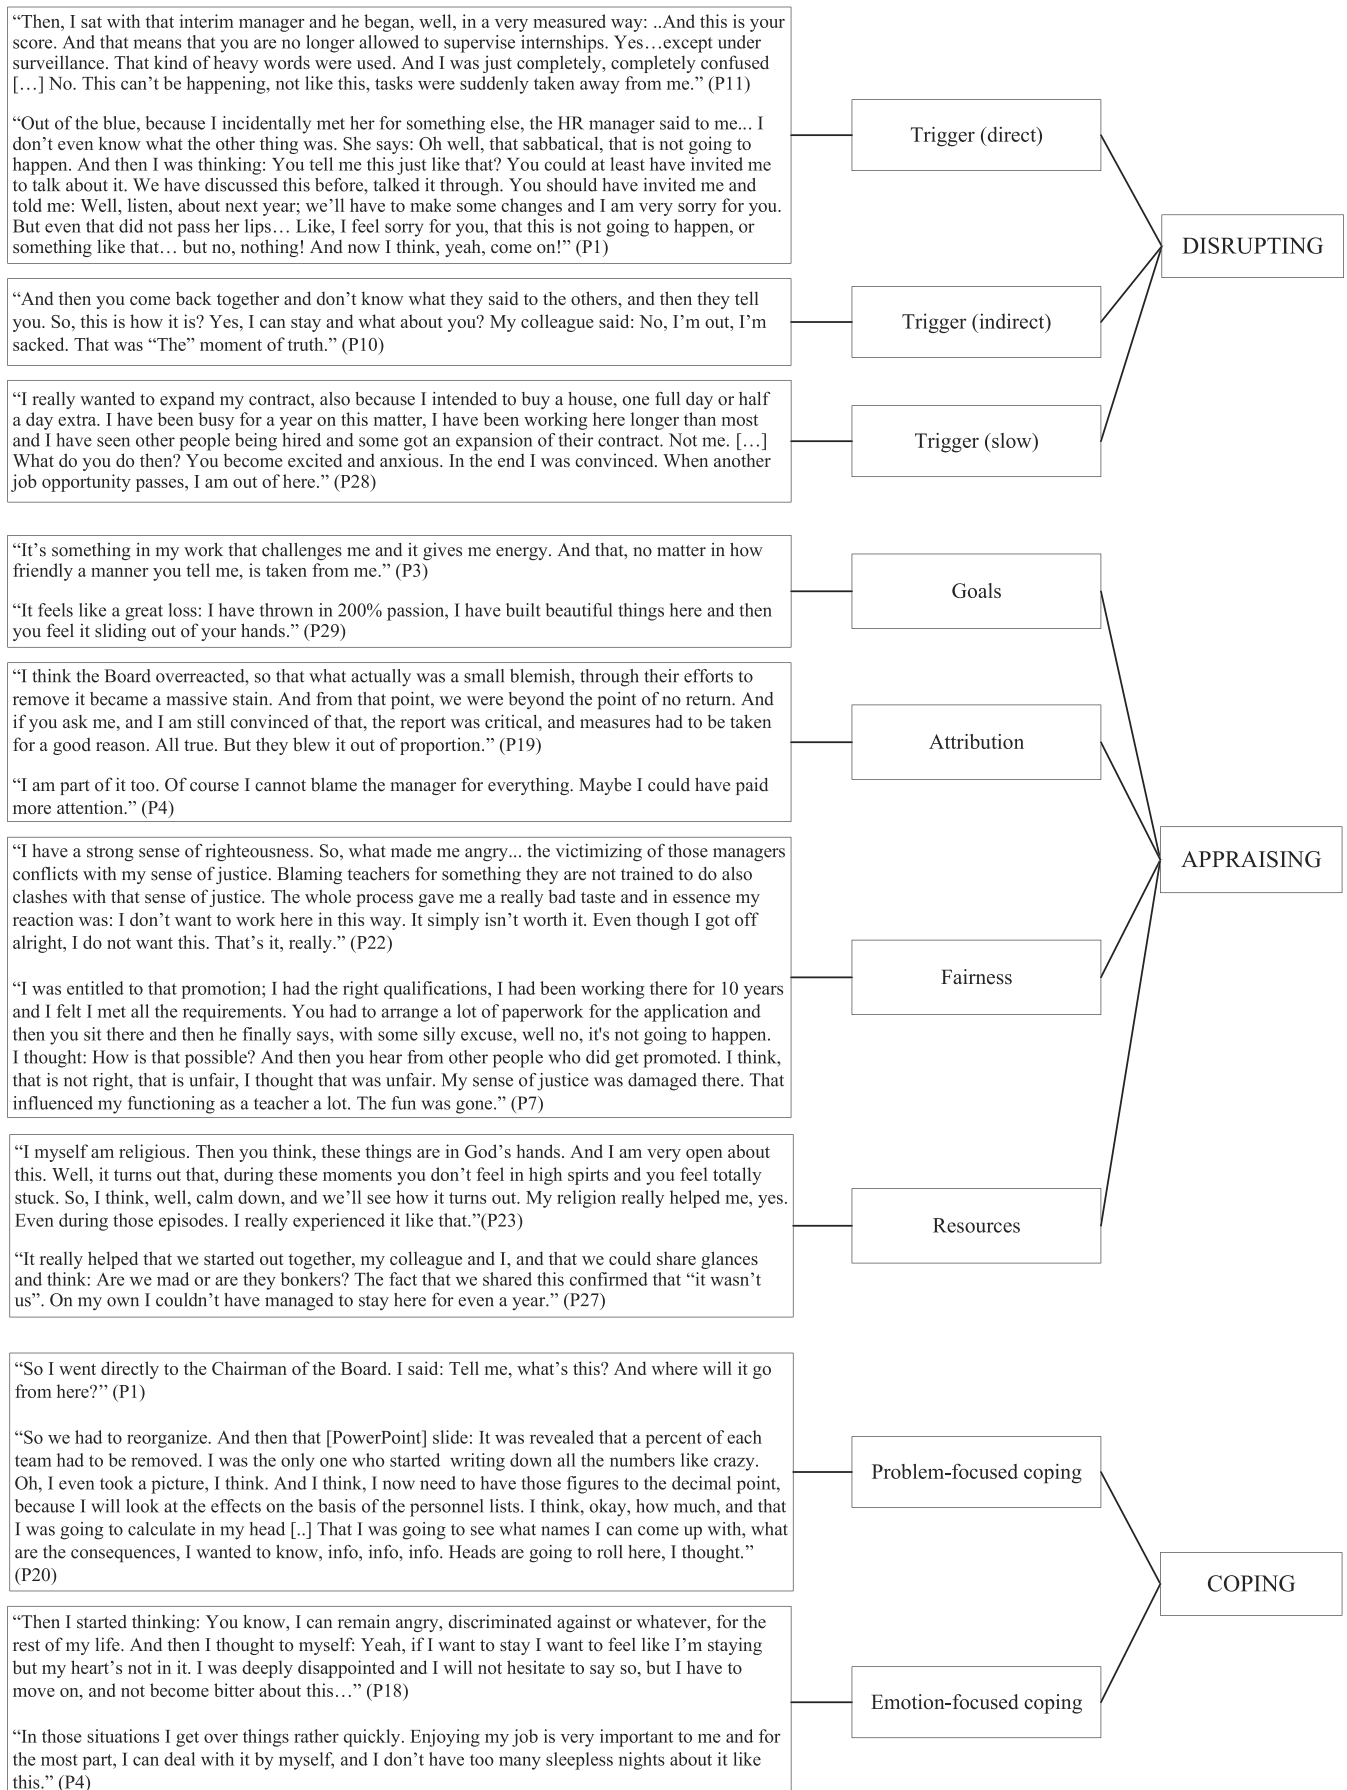 “Then, I sat with that interim manager and he began, well, in a very measured way: ..And this is your
score. And that means that you are no longer allowed to supervise internships. Yes…except under
surveillance. That kind of heavy words were used. And I was just completely, completely confused
[…] No. This can’t be happening, not like this, tasks were suddenly taken away from me.” (P11)
“Out of the blue, because I incidentally met her for something else, the HR manager said to me... I
don’t even know what the other thing was. She says: Oh well, that sabbatical, that is not going to
happen. And then I was thinking: You tell me this just like that? You could at least have invited me
to talk about it. We have discussed this before, talked it through. You should have invited me and
told me: Well, listen, about next year; we’ll have to make some changes and I am very sorry for you.
But even that did not pass her lips… Like, I feel sorry for you, that this is not going to happen, or
something like that… but no, nothing! And now I think, yeah, come on!” (P1)
Trigger (direct)
DISRUPTING
“And then you come back together and don’t know what they said to the others, and then they tell
you. So, this is how it is? Yes, I can stay and what about you? My colleague said: No, I’m out, I’m
sacked. That was “The” moment of truth.” (P10)
Trigger (indirect)
“I really wanted to expand my contract, also because I intended to buy a house, one full day or half
a day extra. I have been busy for a year on this matter, I have been working here longer than most
and I have seen other people being hired and some got an expansion of their contract. Not me. […]
What do you do then? You become excited and anxious. In the end I was convinced. When another
job opportunity passes, I am out of here.” (P28)
Trigger (slow)
“It’s something in my work that challenges me and it gives me energy. And that, no matter in how
friendly a manner you tell me, is taken from me.” (P3)
“It feels like a great loss: I have thrown in 200% passion, I have built beautiful things here and then
you feel it sliding out of your hands.” (P29)
Goals
“I think the Board overreacted, so that what actually was a small blemish, through their efforts to
remove it became a massive stain. And from that point, we were beyond the point of no return. And
if you ask me, and I am still convinced of that, the report was critical, and measures had to be taken
for a good reason. All true. But they blew it out of proportion.” (P19)
“I am part of it too. Of course I cannot blame the manager for everything. Maybe I could have paid
more attention.” (P4)
Attribution
APPRAISING
“I have a strong sense of righteousness. So, what made me angry... the victimizing of those managers
conflicts with my sense of justice. Blaming teachers for something they are not trained to do also
clashes with that sense of justice. The whole process gave me a really bad taste and in essence my
reaction was: I don’t want to work here in this way. It simply isn’t worth it. Even though I got off
alright, I do not want this. That’s it, really.” (P22)
“I was entitled to that promotion; I had the right qualifications, I had been working there for 10 years
and I felt I met all the requirements. You had to arrange a lot of paperwork for the application and
then you sit there and then he finally says, with some silly excuse, well no, it's not going to happen.
I thought: How is that possible? And then you hear from other people who did get promoted. I think,
that is not right, that is unfair, I thought that was unfair. My sense of justice was damaged there. That
influenced my functioning as a teacher a lot. The fun was gone.” (P7)
Fairness
“I myself am religious. Then you think, these things are in God’s hands. And I am very open about
this. Well, it turns out that, during these moments you don’t feel in high spirts and you feel totally
stuck. So, I think, well, calm down, and we’ll see how it turns out. My religion really helped me, yes.
Even during those episodes. I really experienced it like that.”(P23)
“It really helped that we started out together, my colleague and I, and that we could share glances
and think: Are we mad or are they bonkers? The fact that we shared this confirmed that “it wasn’t
us”. On my own I couldn’t have managed to stay here for even a year.” (P27)
Resources
“So I went directly to the Chairman of the Board. I said: Tell me, what’s this? And where will it go
from here?’’ (P1)
“So we had to reorganize. And then that [PowerPoint] slide: It was revealed that a percent of each
team had to be removed. I was the only one who started writing down all the numbers like crazy.
Oh, I even took a picture, I think. And I think, I now need to have those figures to the decimal point,
because I will look at the effects on the basis of the personnel lists. I think, okay, how much, and that
I was going to calculate in my head [..] That I was going to see what names I can come up with, what
are the consequences, I wanted to know, info, info, info. Heads are going to roll here, I thought.”
(P20)
Problem-focused coping
COPING
“Then I started thinking: You know, I can remain angry, discriminated against or whatever, for the
rest of my life. And then I thought to myself: Yeah, if I want to stay I want to feel like I’m staying
but my heart’s not in it. I was deeply disappointed and I will not hesitate to say so, but I have to
move on, and not become bitter about this…” (P18)
“In those situations I get over things rather quickly. Enjoying my job is very important to me and for
the most part, I can deal with it by myself, and I don’t have too many sleepless nights about it like
this.” (P4)
Emotion-focused coping